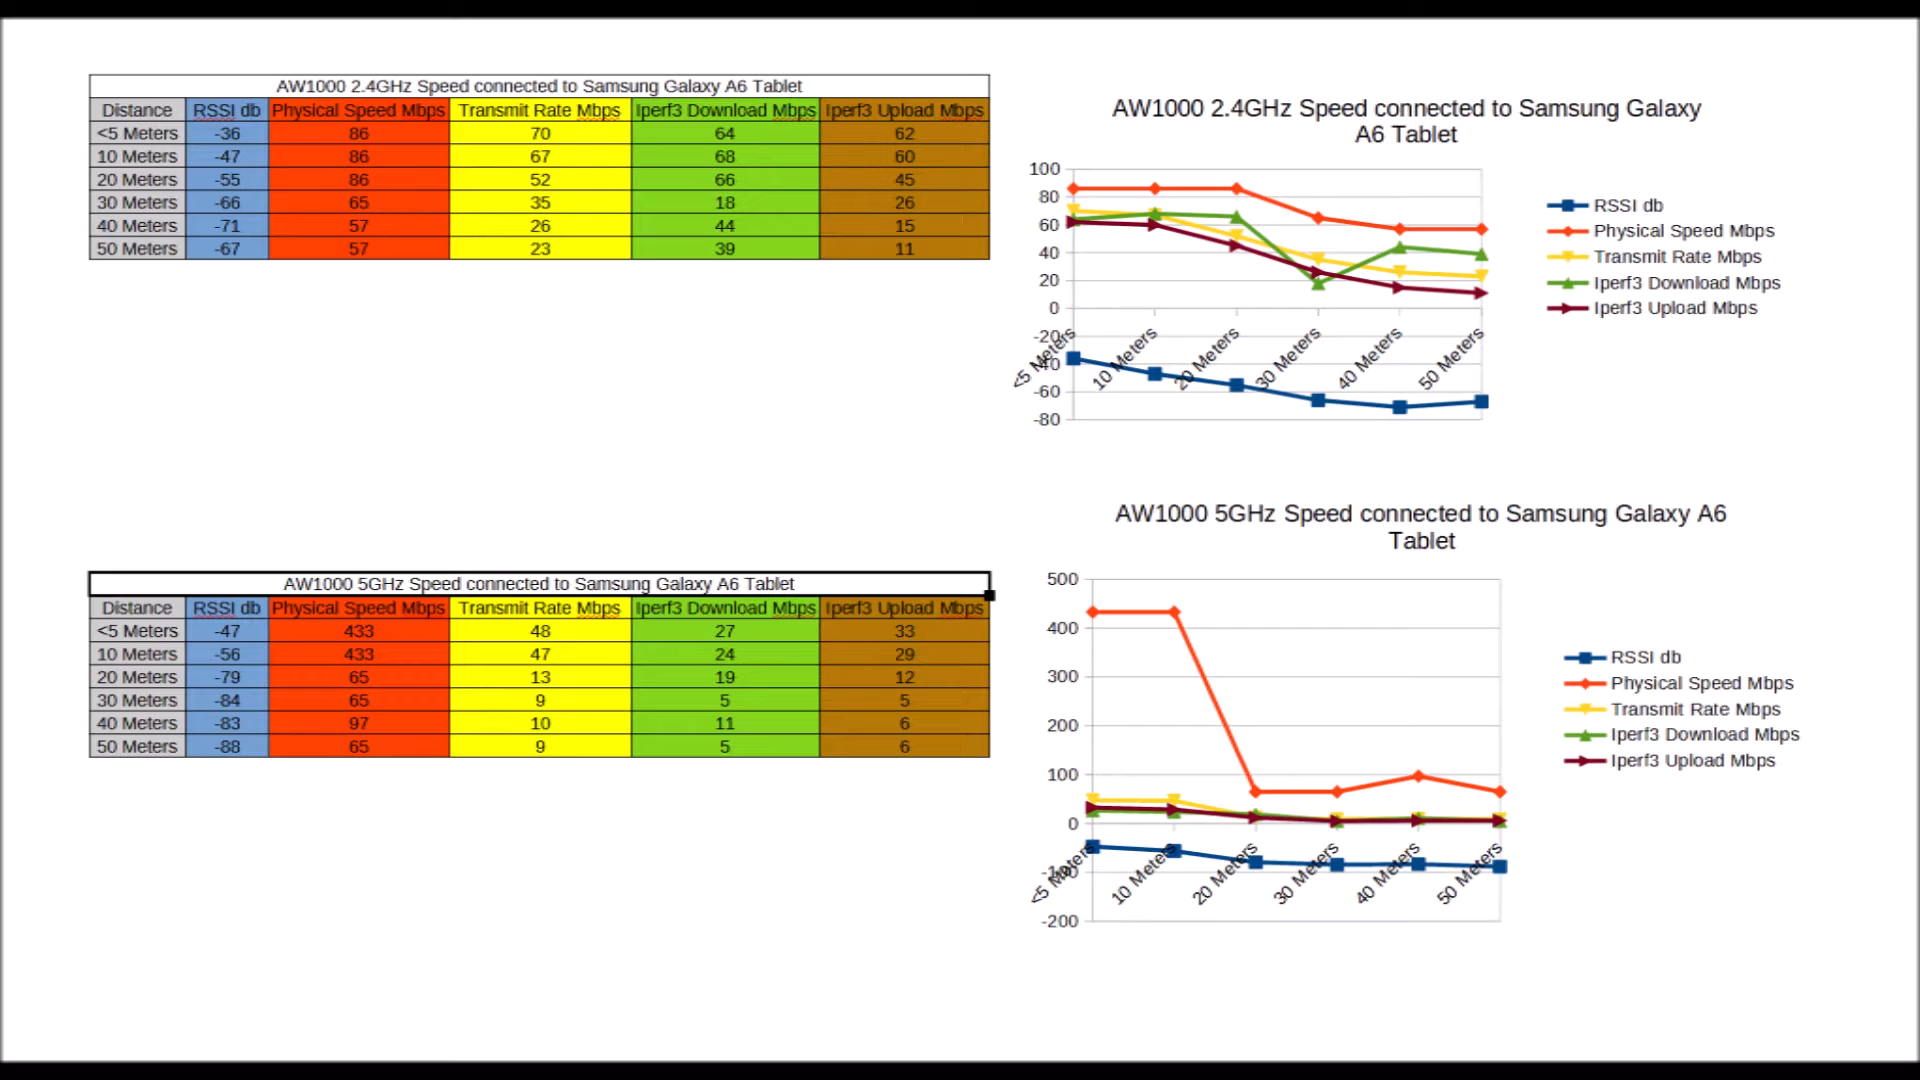 AW1000 2.4GHz Speed connected to Samsung Galaxy A6 Tablet
Distance RSSI db Physical Speed Mbps Transmit Rate Mbps Iperf3 Download Mbps Iperf3 Upload Mbps
<5 Meters -36 86 70 64 62
10 Meters -47 86 67 68 60
20 Meters -55 86 52 66 45
30 Meters -66 65 35 18 26
40 Meters -71 57 26 44 15
50 Meters -67 57 23 39 11
AW1000 2.4GHz Speed connected to Samsung Galaxy
A6 Tablet
100
80
60
40
20
0
-20
-40
-60
-80
<5 Meters 10 Meters 20 Meters 30 Meters 40 Meters 50 Meters
RSSI db
Physical Speed Mbps
Transmit Rate Mbps
Iperf3 Download Mbps
Iperf3 Upload Mbps
AW1000 5GHz Speed connected to Samsung Galaxy A6 Tablet
Distance RSSI db Physical Speed Mbps Transmit Rate Mbps Iperf3 Download Mbps Iperf3 Upload Mbps
<5 Meters -47 433 48 27 33
10 Meters -56 433 47 24 29
20 Meters -79 65 13 19 12
30 Meters -84 65 9 5 5
40 Meters -83 97 10 11 6
50 Meters -88 65 9 5 6
AW1000 5GHz Speed connected to Samsung Galaxy A6
Tablet
500
400
300
200
100
0
-100
-200
<5 Meters 10 Meters 20 Meters 30 Meters 40 Meters 50 Meters
RSSI db
Physical Speed Mbps
Transmit Rate Mbps
Iperf3 Download Mbps
Iperf3 Upload Mbps